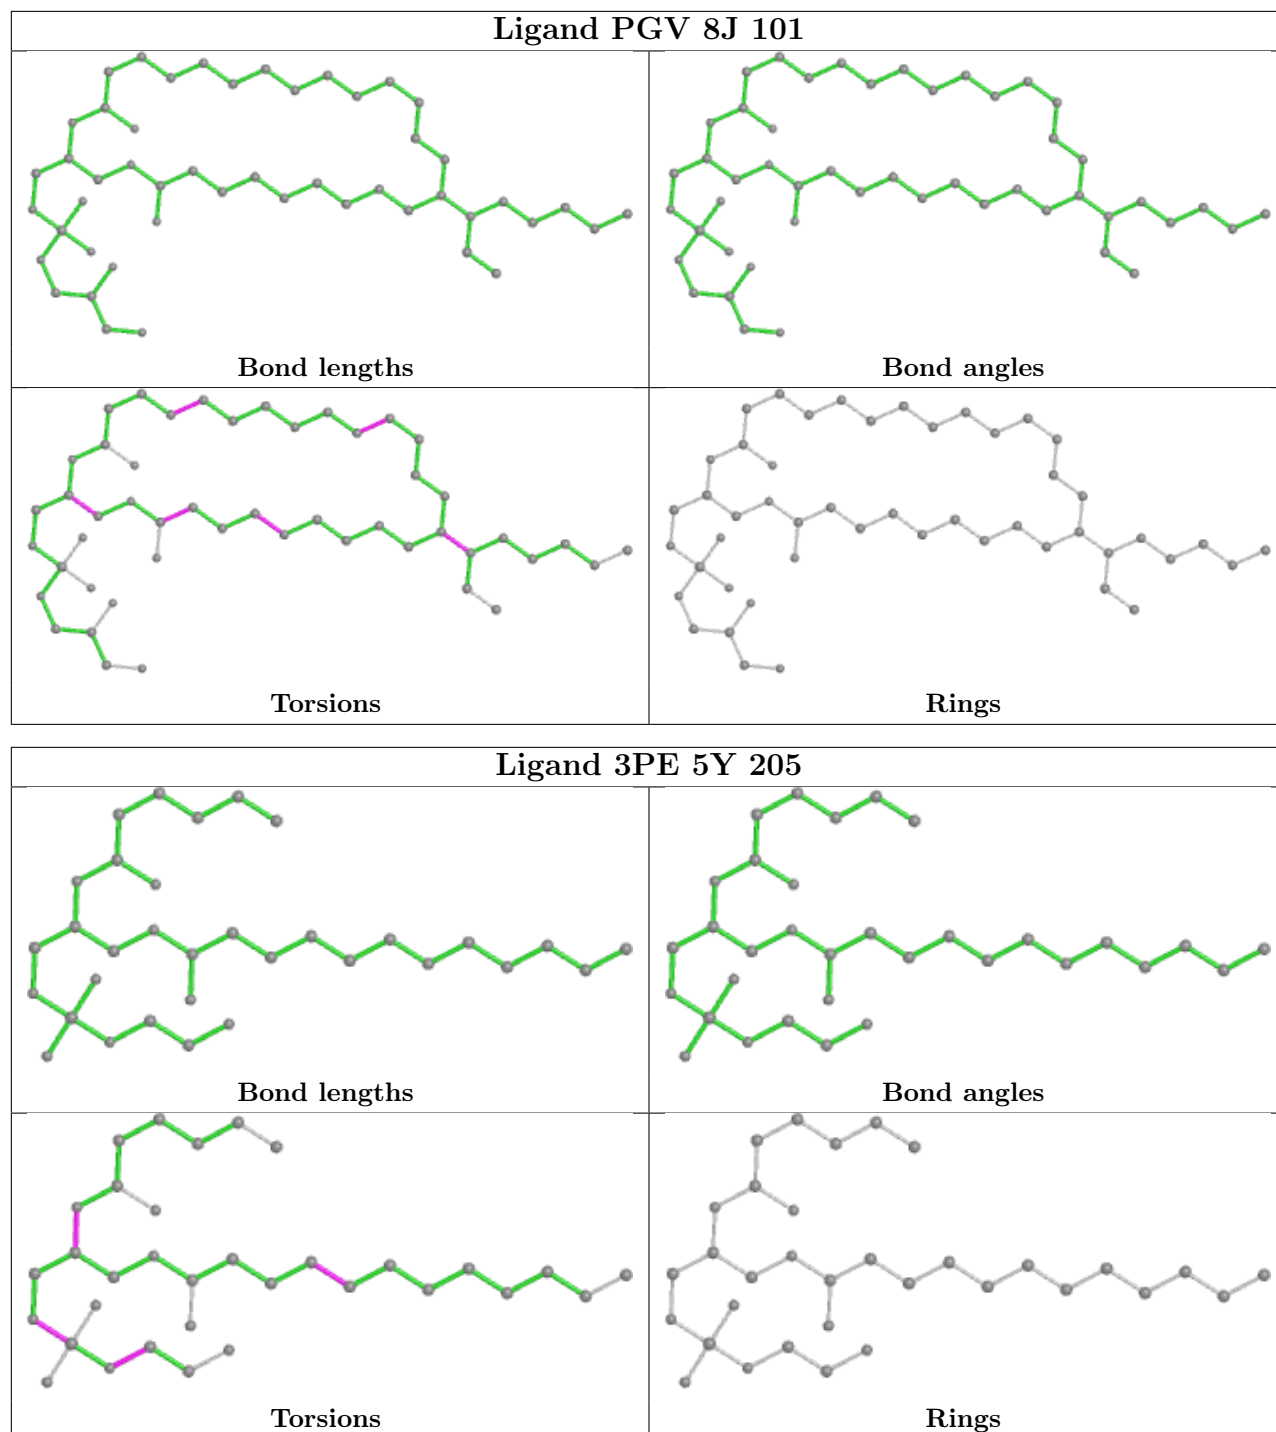 Ligand PGV 8J 101
Bond lengths
Bond angles
Torsions
Rings
Ligand 3PE 5Y 205
Bond lengths
Bond angles
Torsions
Rings